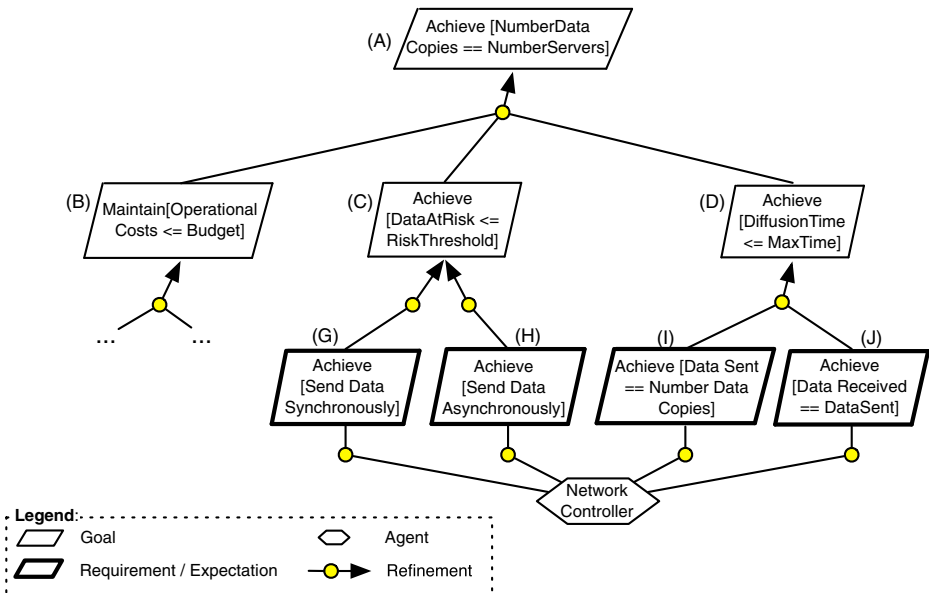 (A)
Achieve [NumberData
Copies == NumberServers]
(B)
Maintain[Operational
Costs <= Budget]
(C)
Achieve
[DataAtRisk <=
RiskThreshold]
(D)
Achieve
[DiffusionTime
<= MaxTime]
...
...
(G)
Achieve
[Send Data
Synchronously]
(H)
Achieve
[Send Data
Asynchronously]
(I)
Achieve [Data Sent
== Number Data
Copies]
(J)
Achieve
[Data Received
== DataSent]
Network
Controller
Legend:
Goal
Agent
Requirement / Expectation
Refinement